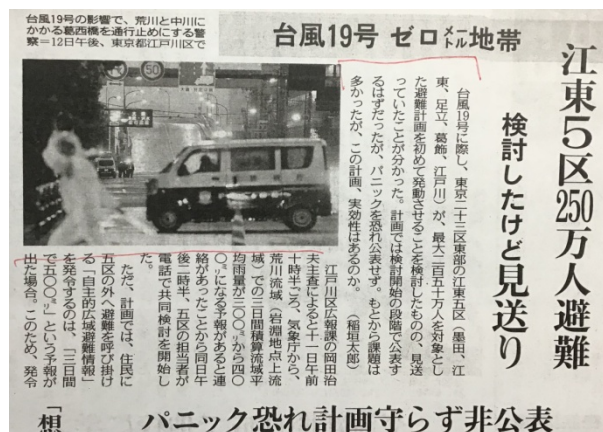 台風19号 ゼロメートル地帯
江東5区250万人避難
検討したけど見送り
台風19号の影響で、荒川と中川に
かかる葛西橋を通行止めにする警
察＝12日午後、東京都江戸川区で
50
台風19号に際し、東京二十三区東部の江東五区（墨田、江
東、足立、葛飾、江戸川）が、最大二百五十万人を対象とし
た避難計画を初めて発動させることを検討したものの、見送
っていたことが分かった。計画では検討開始の段階で公表す
るはずだったが、パニックを恐れ公表せず。もとから課題は
多かったが、この計画、実効性はあるのか。（稲垣太郎）
江戸川区広報課の岡田治
夫主査によると十一日午前
十時半ごろ、気象庁から、
荒川流域（岩淵地点上流
域）での三日間積算流域平
均雨量が三〇〇㍉から四〇
〇㍉になる予報があると連
絡があったことから同日午
後二時半、五区の担当者が
電話で共同検討を開始し
た。
ただ、計画では、住民に
五区の外へ避難を呼び掛け
る「自主的広域避難情報」
を発令するのは、「三日間
で五〇〇㍉」という予報が
出た場合。このため、発令
パニック恐れ計画守らず非公表
「想